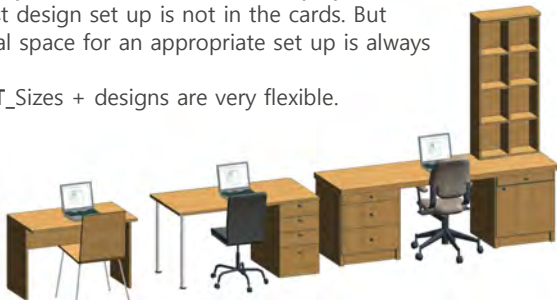 t design set up is not in the cards. But
al space for an appropriate set up is always
T_Sizes + designs are very flexible.